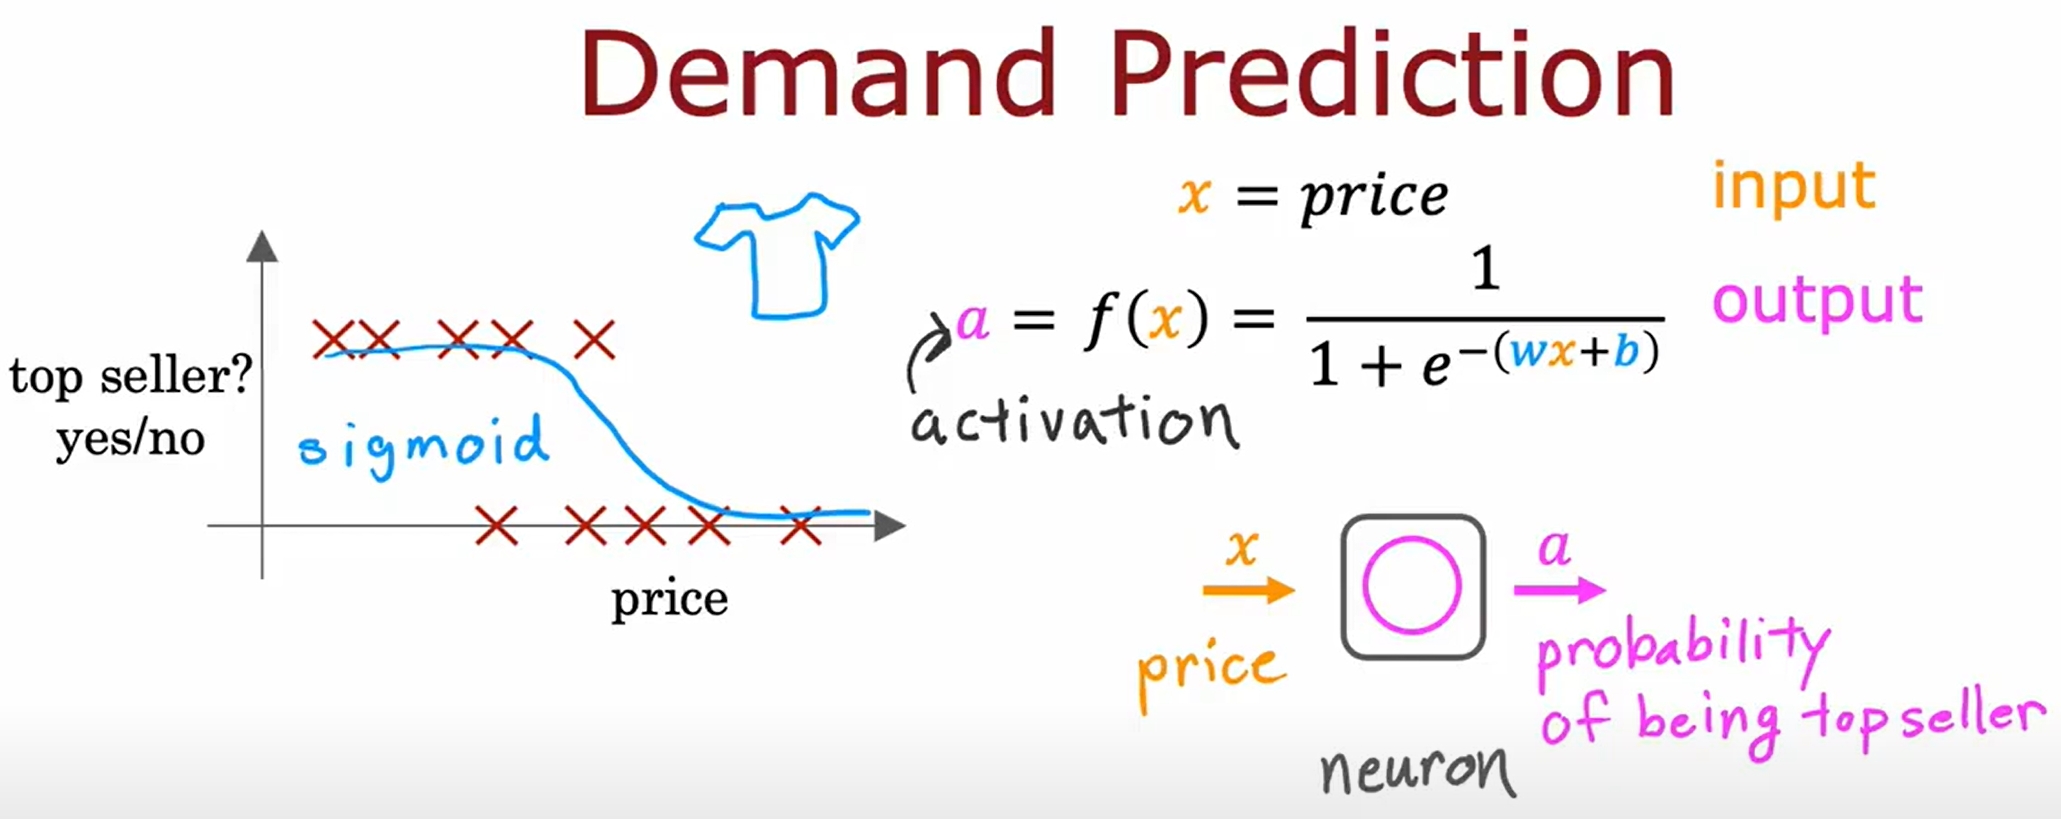 Demand Prediction
x = price
input
a = f(x) = 1 / (1 + e^−(wx+b))
output
activation
top seller?
yes/no
sigmoid
price
x
a
price
probability
of being top seller
neuron